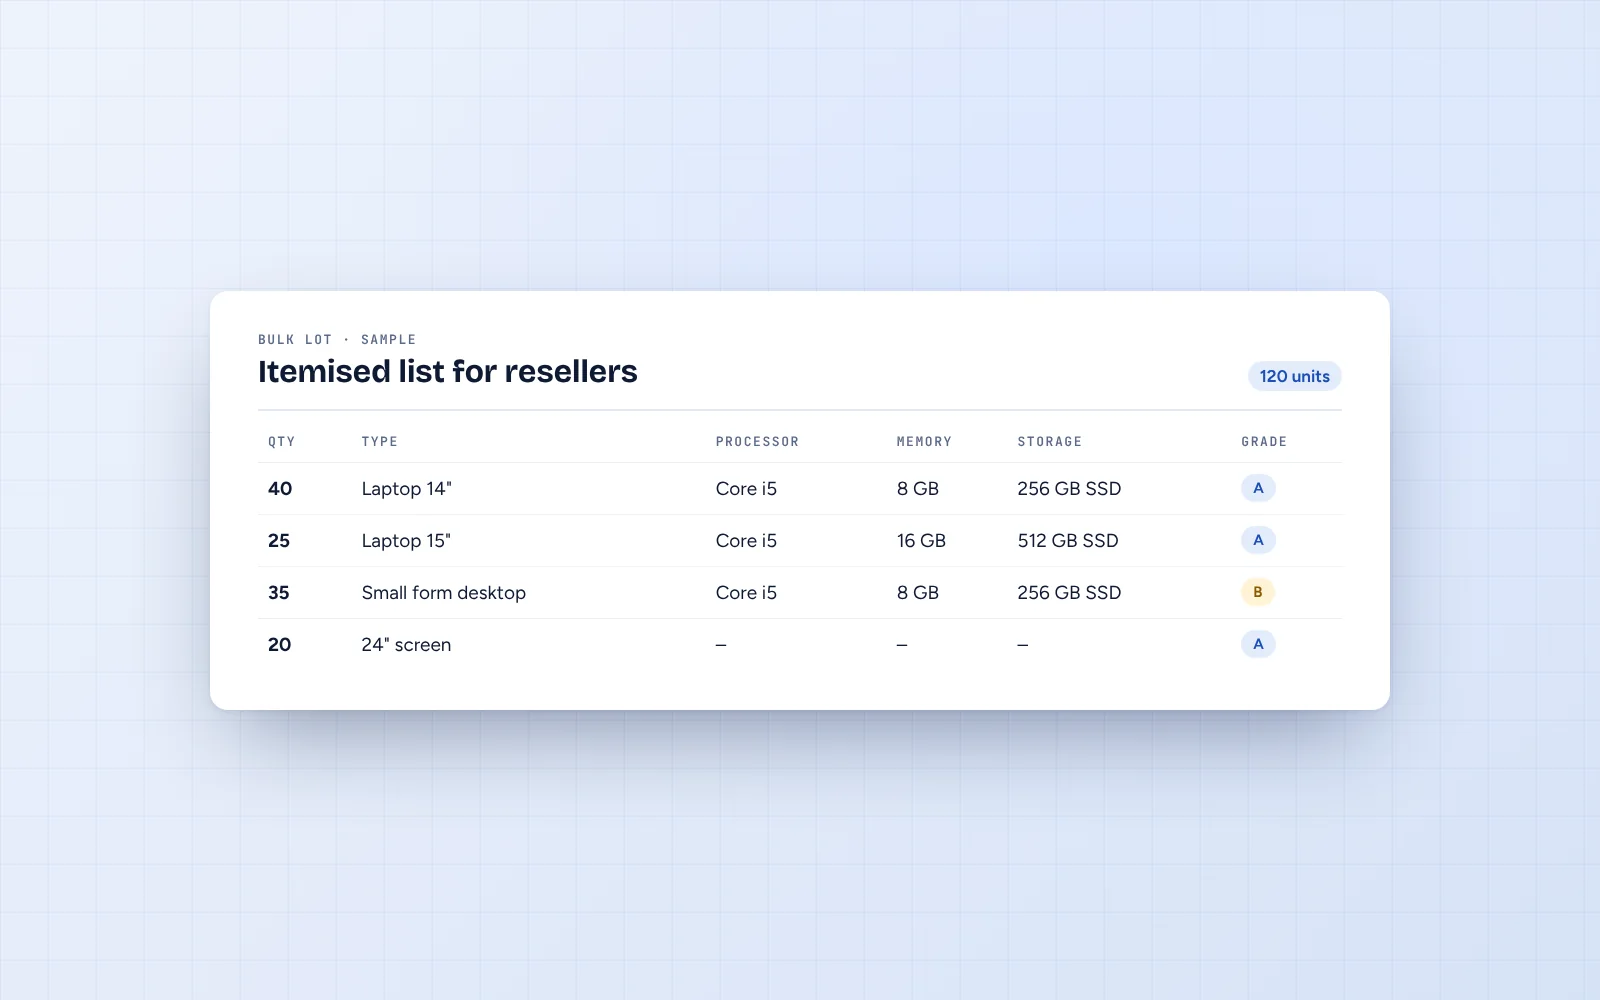 BULK LOT · SAMPLE
Itemised list for resellers
120 units
QTY TYPE PROCESSOR MEMORY STORAGE GRADE
40 Laptop 14" Core i5 8 GB 256 GB SSD A
25 Laptop 15" Core i5 16 GB 512 GB SSD A
35 Small form desktop Core i5 8 GB 256 GB SSD B
20 24" screen – – – A